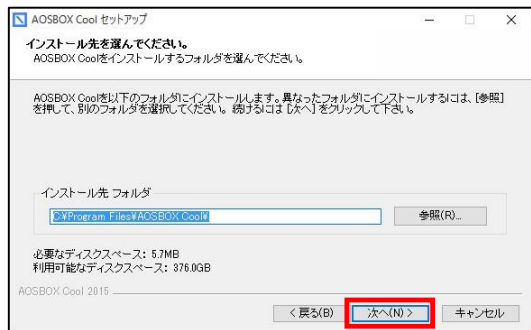 AOSBOX Cool セットアップ
インストール先を選んでください。
AOSBOX Coolをインストールするフォルダを選んでください。
AOSBOX Coolを以下のフォルダにインストールします。異なったフォルダにインストールするには、[参照]
を押して、別のフォルダを選択してください。続けるには [次へ] をクリックして下さい。
インストール先 フォルダ
C:¥Program Files¥AOSBOX Cool¥
参照(R)...
必要なディスクスペース: 5.7MB
利用可能なディスクスペース: 376.0GB
AOSBOX Cool 2015
< 戻る(B)
次へ(N) >
キャンセル